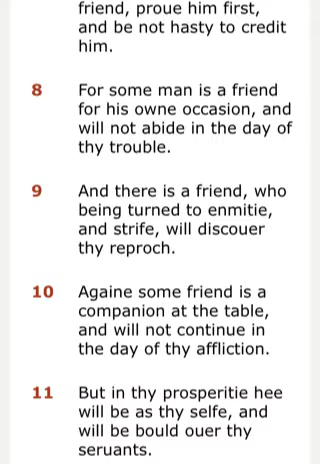 friend, proue him first,
and be not hasty to credit
him.
8 For some man is a friend
for his owne occasion, and
will not abide in the day of
thy trouble.
9 And there is a friend, who
being turned to enmitie,
and strife, will discouer
thy reproch.
10 Againe some friend is a
companion at the table,
and will not continue in
the day of thy affliction.
11 But in thy prosperitie hee
will be as thy selfe, and
will be bould ouer thy
seruants.